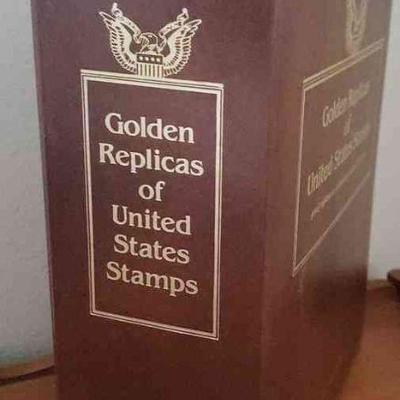 Golden
Replicas
of
United
States
Stamps
Golden Replicas
of
United States Stamps